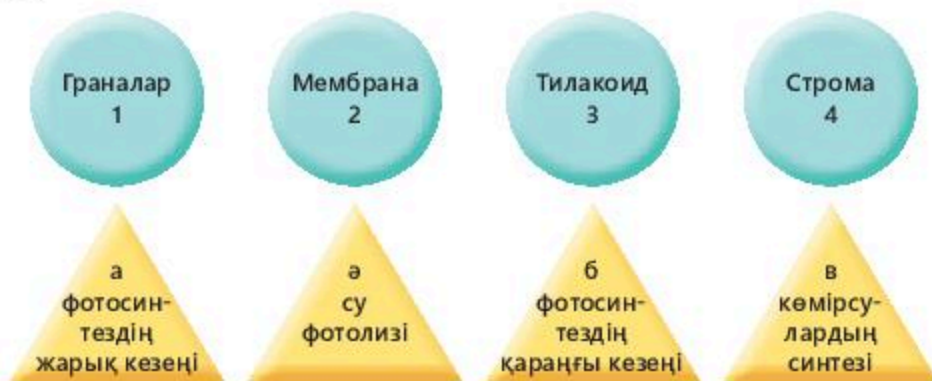 Граналар
1
Мембрана
2
Тилакоид
3
Строма
4
а
фотосин-
тездің
жарық кезеңі
ә
су
фотолизі
б
фотосин-
тездің
қараңғы кезеңі
в
көмірсу-
лардың
синтезі